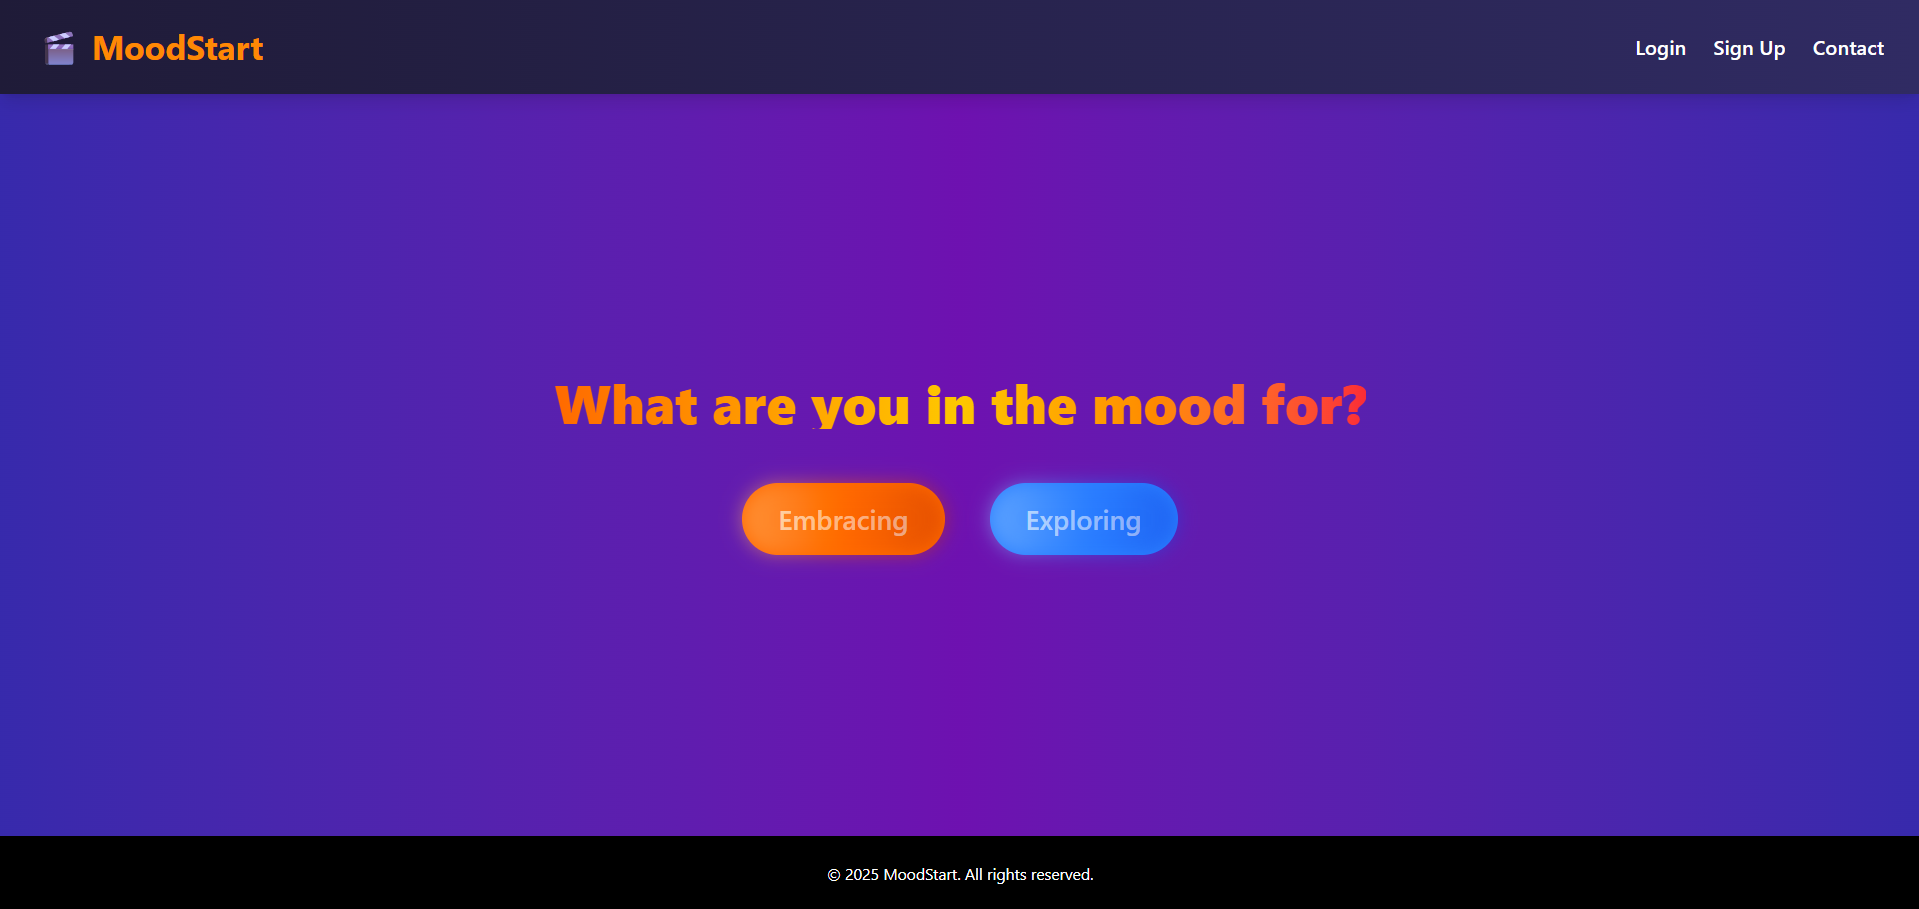 MoodStart
Login Sign Up Contact
What are you in the mood for?
Embracing Exploring
© 2025 MoodStart. All rights reserved.